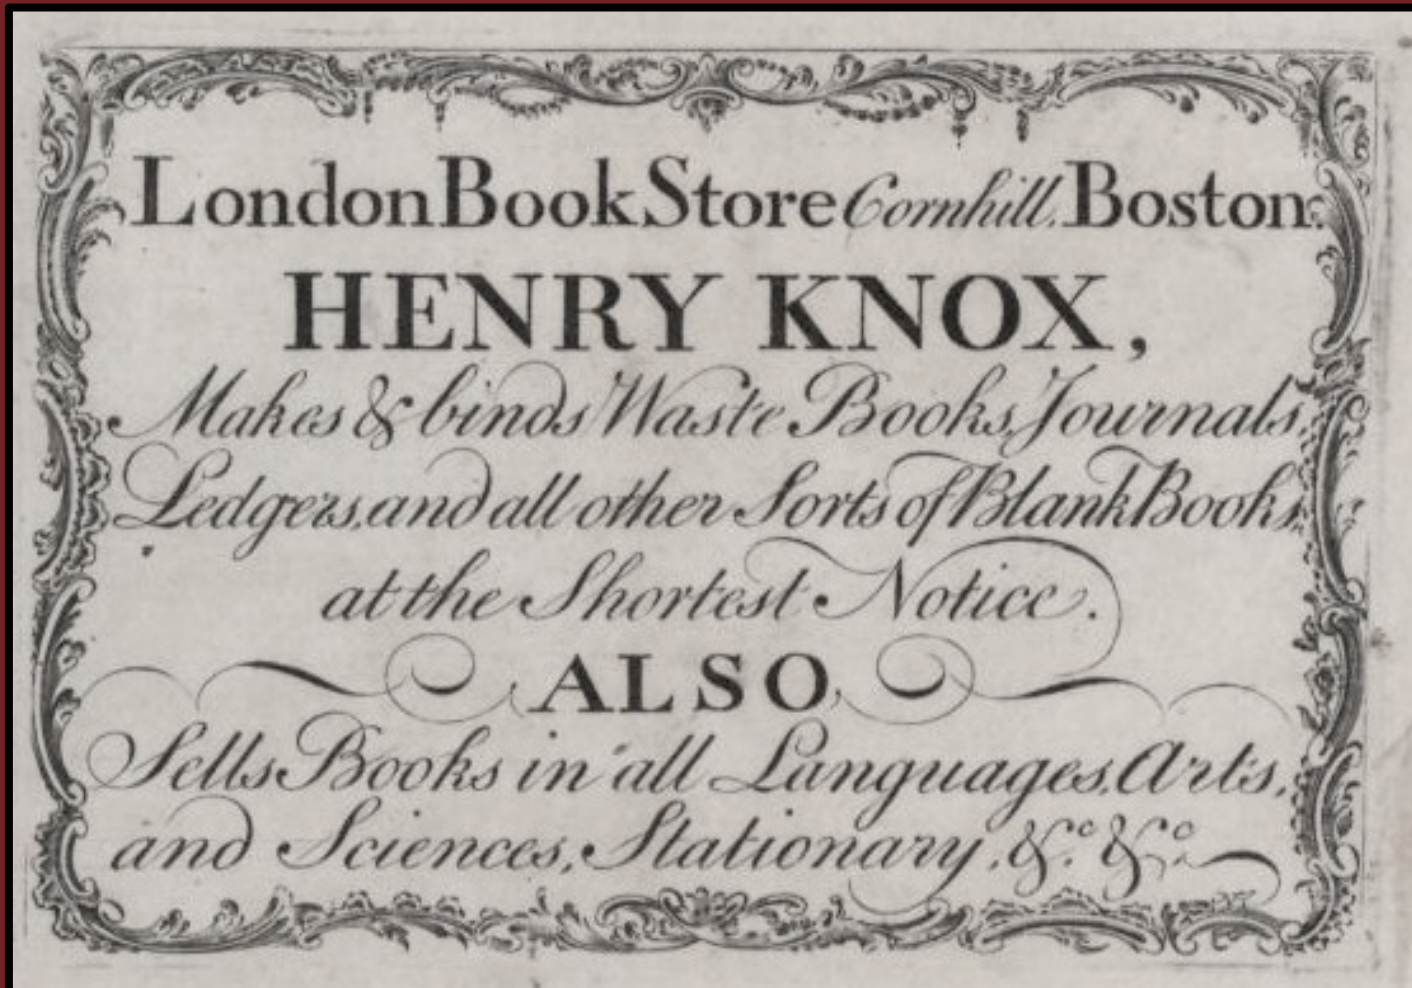 London Book Store Cornhill, Boston.
HENRY KNOX,
Makes & binds Waste Books, Journals,
Ledgers, and all other Sorts of Blank Books,
at the Shortest Notice.
ALSO
Sells Books in all Languages, Arts,
and Sciences, Stationary, &c. &c.